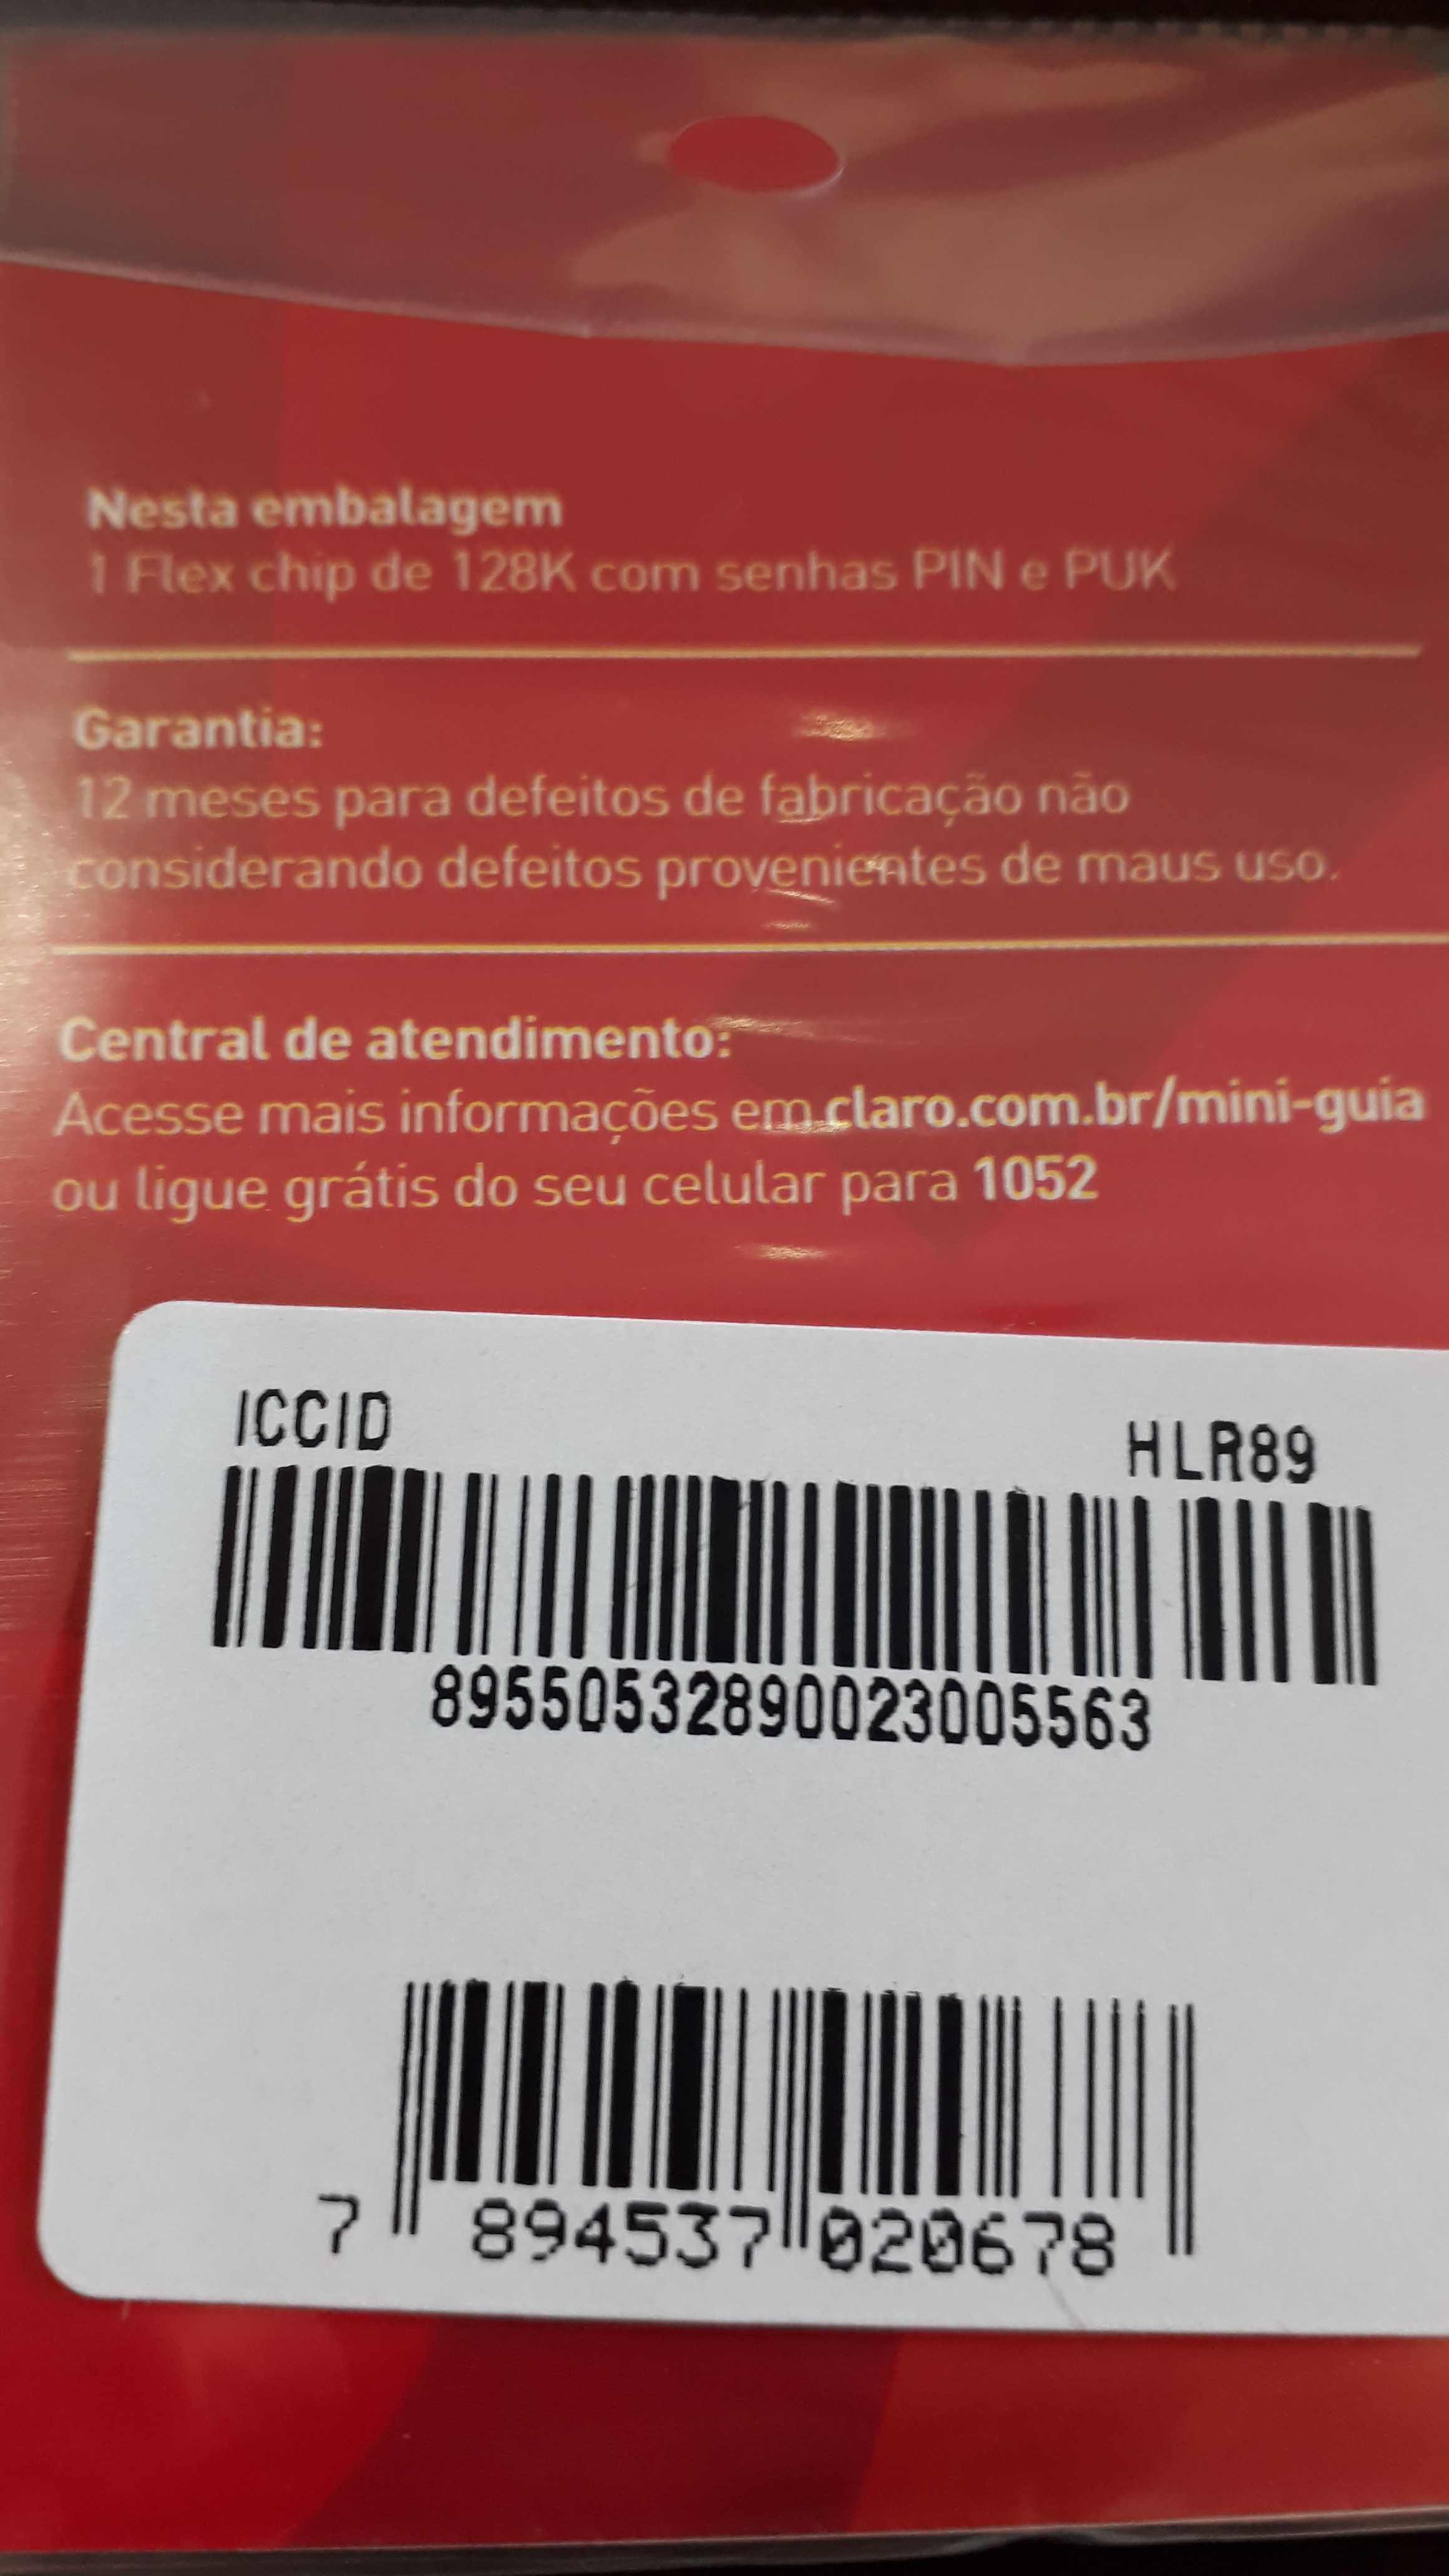 Nesta embalagem
1 Flex chip de 128K com senhas PIN e PUK
Garantia:
12 meses para defeitos de fabricação não
considerando defeitos provenientes de maus uso.
Central de atendimento:
Acesse mais informações em claro.com.br/mini-guia
ou ligue grátis do seu celular para 1052
ICCID
HLR89
89550532890023005563
7 894537 020678